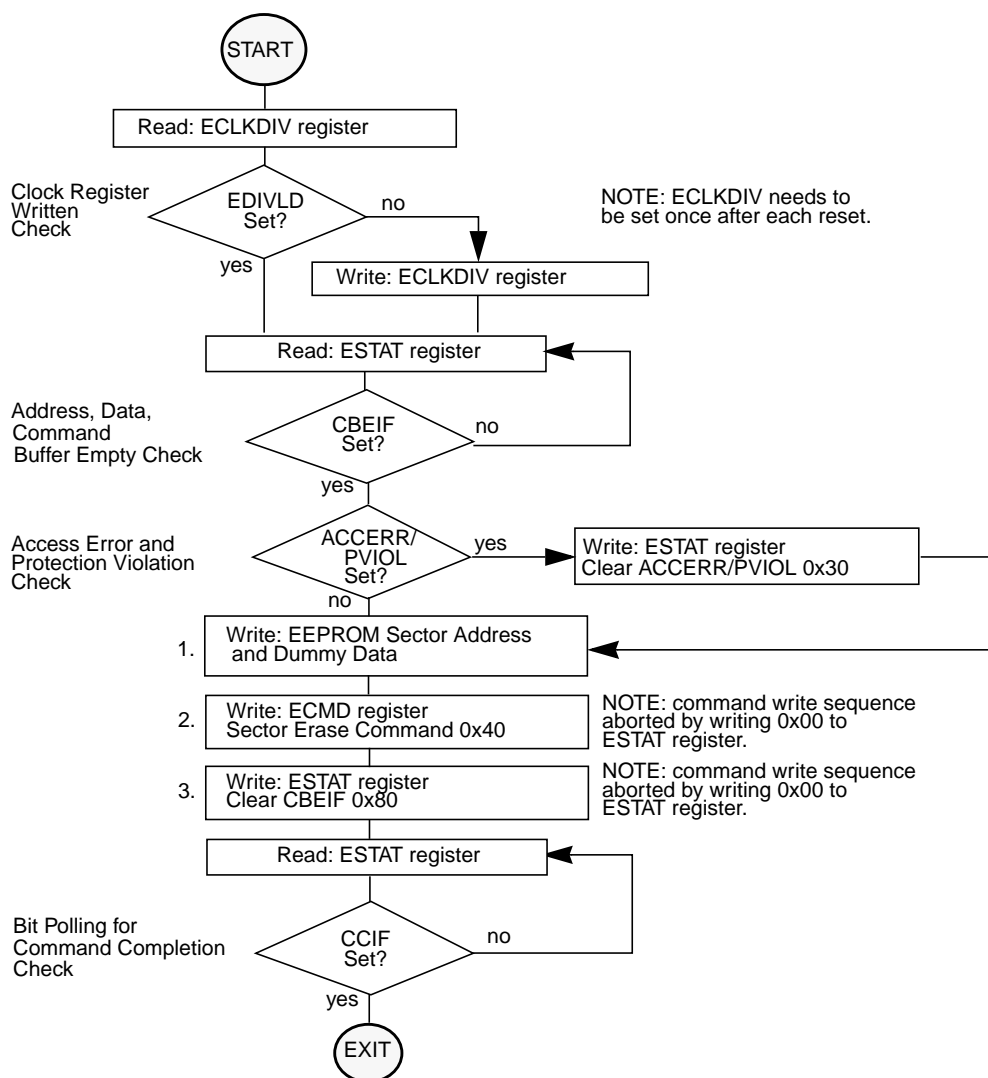 START
Read: ECLKDIV register
Clock Register
Written
Check
EDIVLD
Set?
no
yes
NOTE: ECLKDIV needs to
be set once after each reset.
Write: ECLKDIV register
Read: ESTAT register
Address, Data,
Command
Buffer Empty Check
CBEIF
Set?
no
yes
Access Error and
Protection Violation
Check
ACCERR/
PVIOL
Set?
yes
no
Write: ESTAT register
Clear ACCERR/PVIOL 0x30
1.
Write: EEPROM Sector Address
and Dummy Data
2.
Write: ECMD register
Sector Erase Command 0x40
NOTE: command write sequence
aborted by writing 0x00 to
ESTAT register.
3.
Write: ESTAT register
Clear CBEIF 0x80
NOTE: command write sequence
aborted by writing 0x00 to
ESTAT register.
Read: ESTAT register
Bit Polling for
Command Completion
Check
CCIF
Set?
no
yes
EXIT